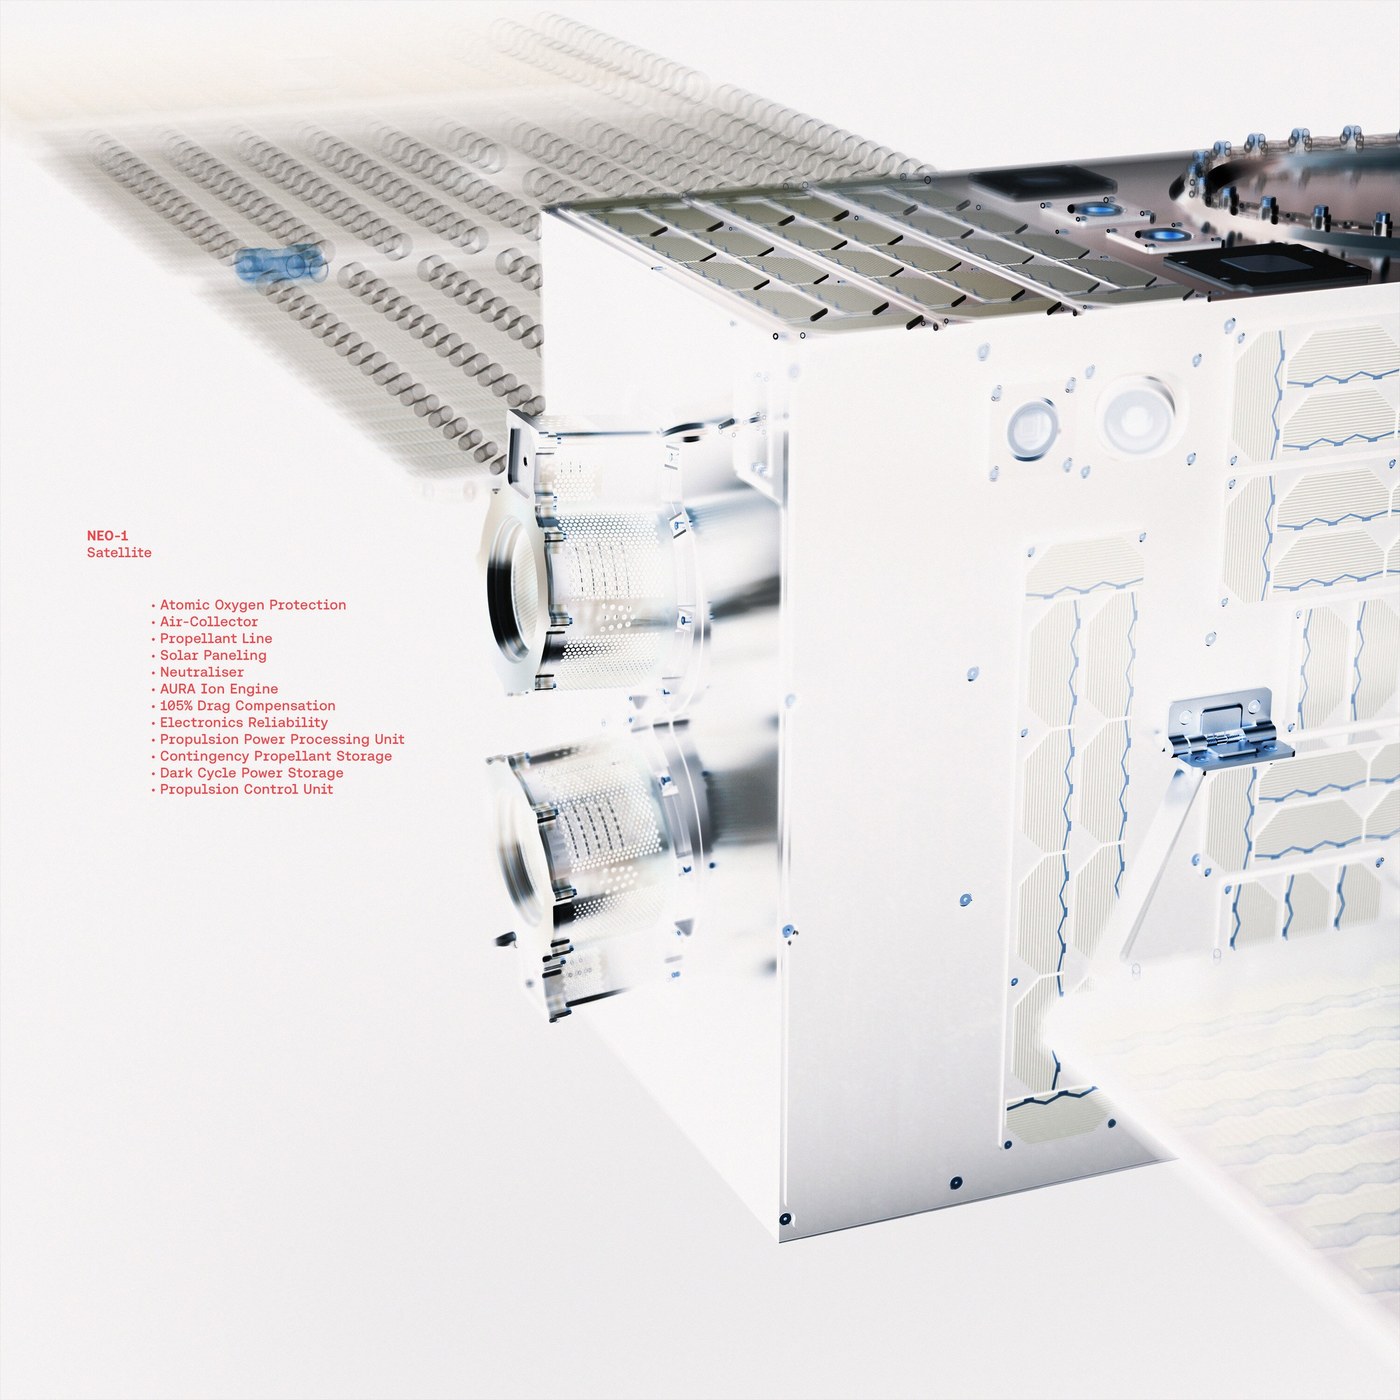 NEO-1
Satellite
• Atomic Oxygen Protection
• Air-Collector
• Propellant Line
• Solar Paneling
• Neutraliser
• AURA Ion Engine
• 105% Drag Compensation
• Electronics Reliability
• Propulsion Power Processing Unit
• Contingency Propellant Storage
• Dark Cycle Power Storage
• Propulsion Control Unit